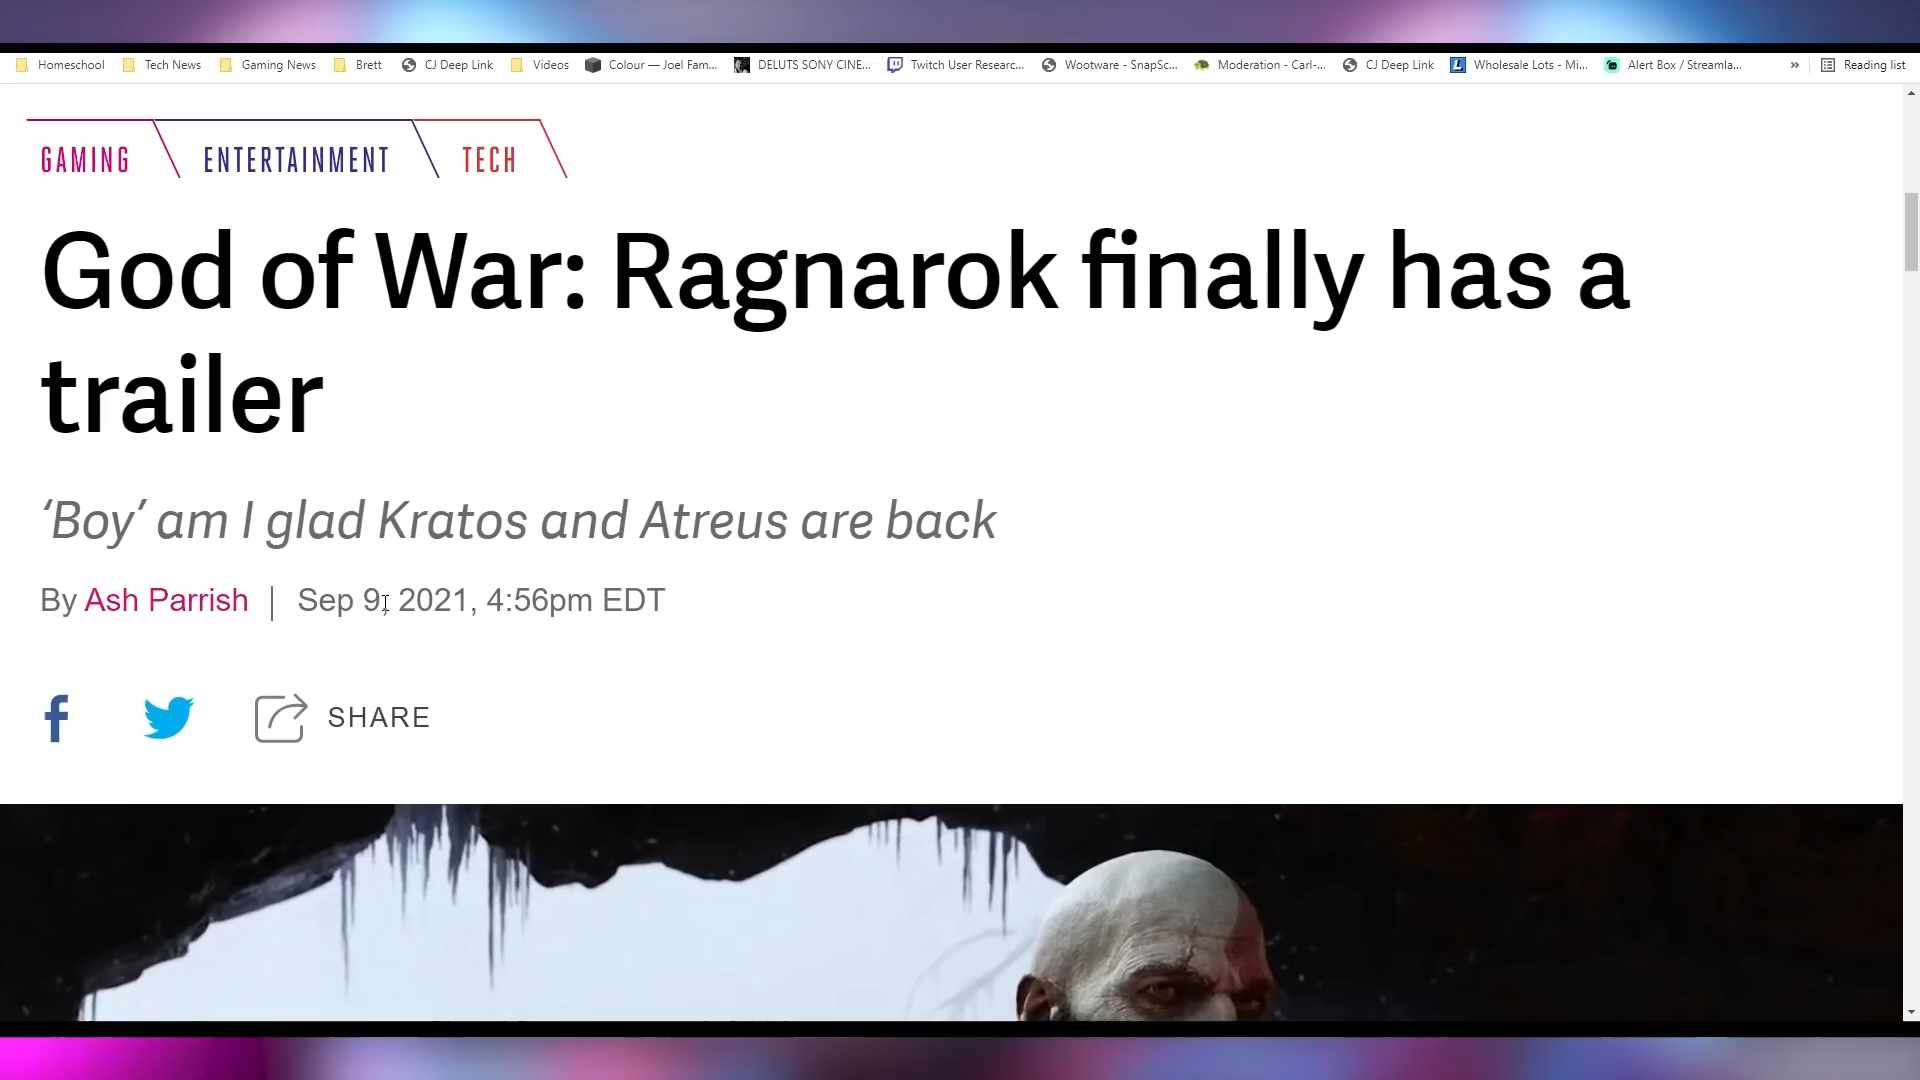 Homeschool Tech News Gaming News Brett CJ Deep Link Videos Colour — Joel Fam... DELUTS SONY CINE... Twitch User Researc... Wootware - SnapSc... Moderation - Carl-... CJ Deep Link Wholesale Lots - Mi... Alert Box / Streamla... » Reading list
GAMING ENTERTAINMENT TECH
God of War: Ragnarok finally has a
trailer
‘Boy’ am I glad Kratos and Atreus are back
By Ash Parrish | Sep 9, 2021, 4:56pm EDT
SHARE